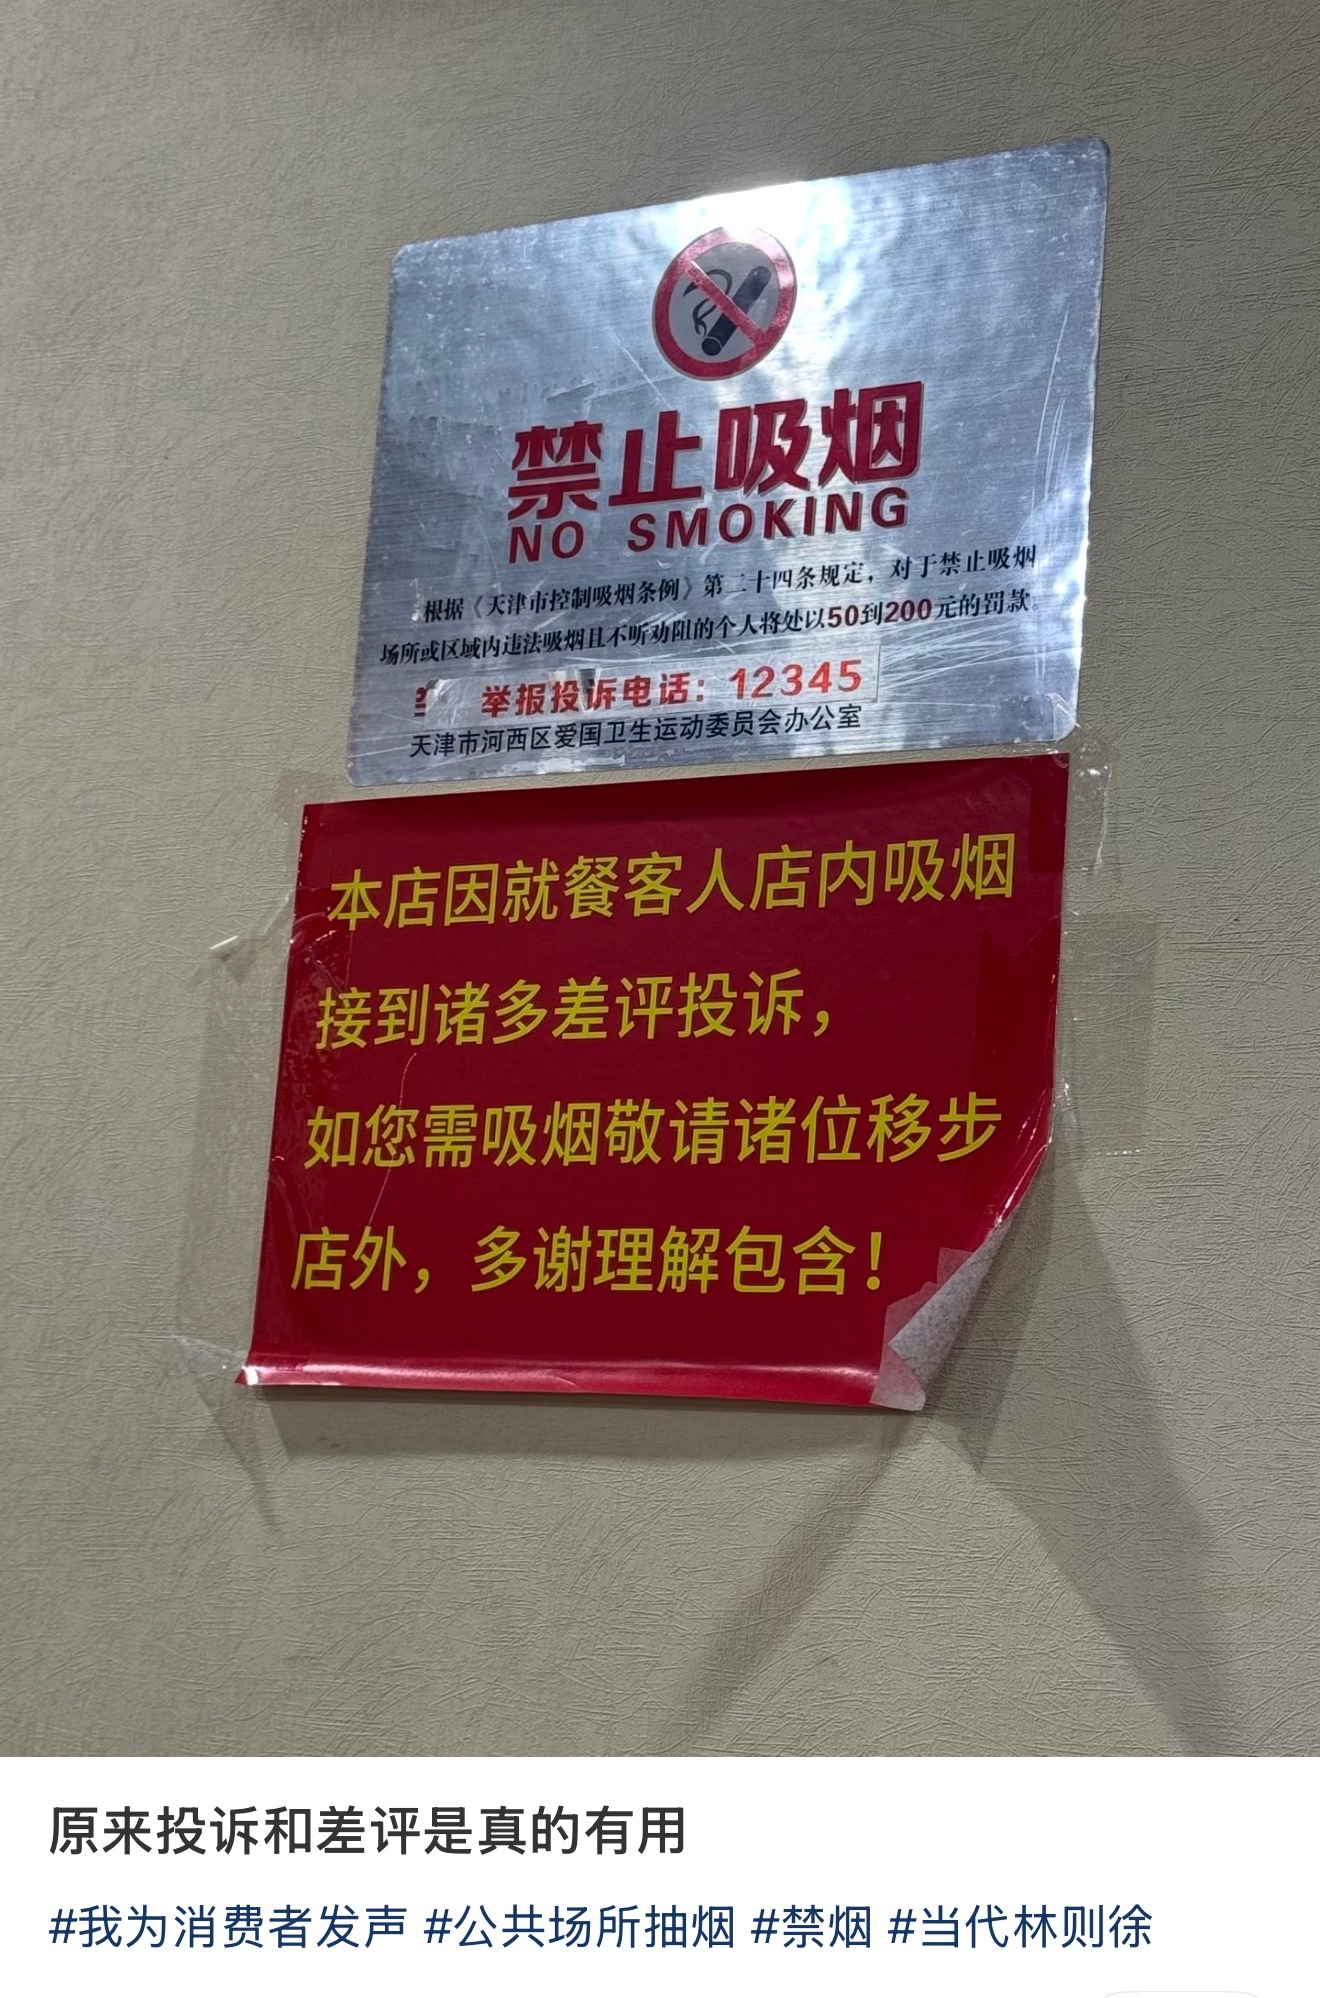 禁止吸烟
NO SMOKING
根据《天津市控制吸烟条例》第二十四条规定，对于禁止吸烟
场所或区域内违法吸烟且不听劝阻的个人将处以50到200元的罚款。
举报投诉电话：12345
天津市河西区爱国卫生运动委员会办公室
本店因就餐客人店内吸烟
接到诸多差评投诉，
如您需吸烟敬请诸位移步
店外，多谢理解包含！
原来投诉和差评是真的有用
#我为消费者发声 #公共场所抽烟 #禁烟 #当代林则徐